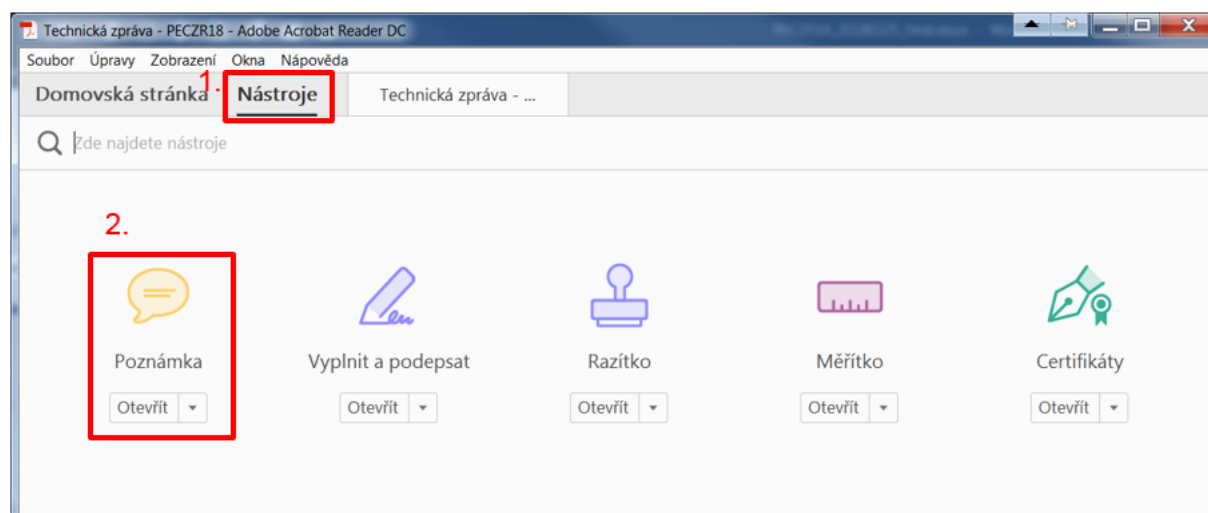 Technická zpráva - PECZR18 - Adobe Acrobat Reader DC
Soubor Úpravy Zobrazení Okna Nápověda
1.
Domovská stránka Nástroje Technická zpráva - ...
Zde najdete nástroje
2.
Poznámka Vyplnit a podepsat Razítko Měřítko Certifikáty
Otevřít Otevřít Otevřít Otevřít Otevřít